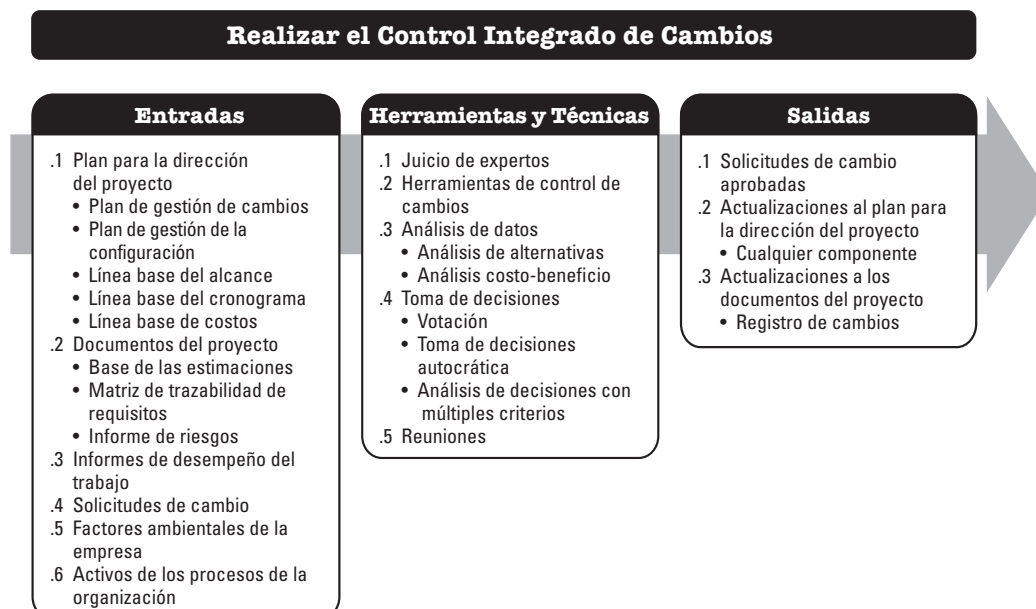 Realizar el Control Integrado de Cambios
Entradas
.1 Plan para la dirección
del proyecto
• Plan de gestión de cambios
• Plan de gestión de la
configuración
• Línea base del alcance
• Línea base del cronograma
• Línea base de costos
.2 Documentos del proyecto
• Base de las estimaciones
• Matriz de trazabilidad de
requisitos
• Informe de riesgos
.3 Informes de desempeño del
trabajo
.4 Solicitudes de cambio
.5 Factores ambientales de la
empresa
.6 Activos de los procesos de la
organización
Herramientas y Técnicas
.1 Juicio de expertos
.2 Herramientas de control de
cambios
.3 Análisis de datos
• Análisis de alternativas
• Análisis costo-beneficio
.4 Toma de decisiones
• Votación
• Toma de decisiones
autocrática
• Análisis de decisiones con
múltiples criterios
.5 Reuniones
Salidas
.1 Solicitudes de cambio
aprobadas
.2 Actualizaciones al plan para
la dirección del proyecto
• Cualquier componente
.3 Actualizaciones a los
documentos del proyecto
• Registro de cambios